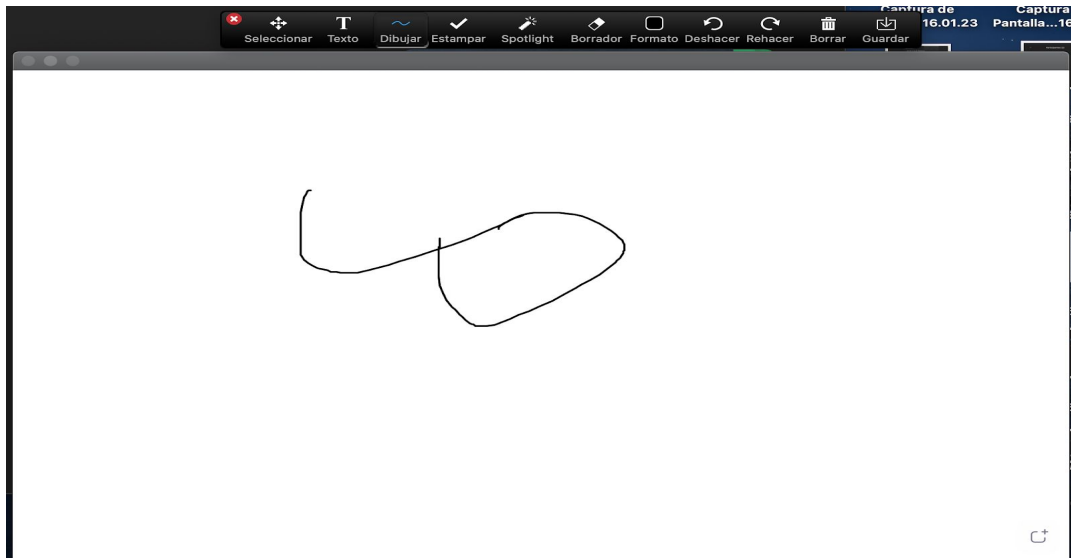 Captura de
Captura
16.01.23
Pantalla...16
Seleccionar Texto Dibujar Estampar Spotlight Borrador Formato Deshacer Rehacer Borrar Guardar